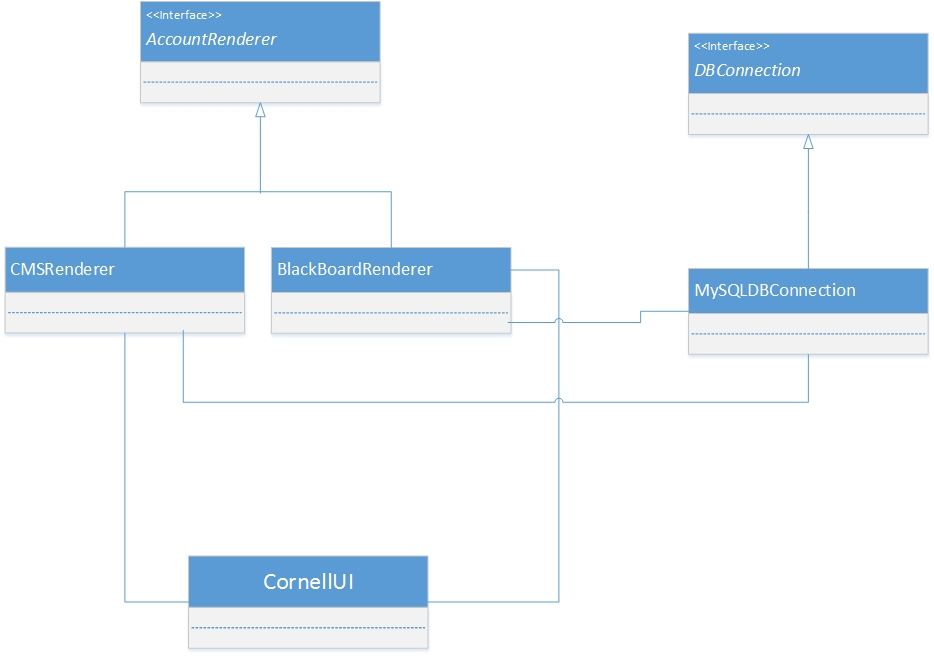 <<Interface>>
AccountRenderer
<<Interface>>
DBConnection
CMSRenderer
BlackBoardRenderer
MySQLDBConnection
CornellUI